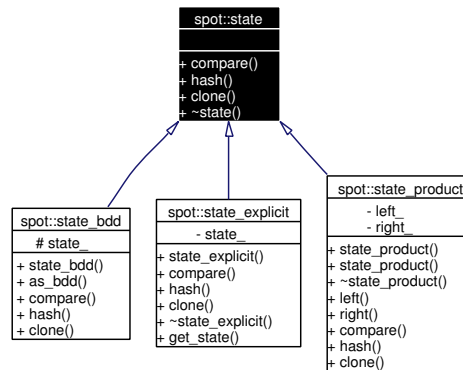 spot::state
+ compare()
+ hash()
+ clone()
+ ~state()
spot::state_bdd
# state_
+ state_bdd()
+ as_bdd()
+ compare()
+ hash()
+ clone()
spot::state_explicit
- state_
+ state_explicit()
+ compare()
+ hash()
+ clone()
+ ~state_explicit()
+ get_state()
spot::state_product
- left_
- right_
+ state_product()
+ state_product()
+ ~state_product()
+ left()
+ right()
+ compare()
+ hash()
+ clone()